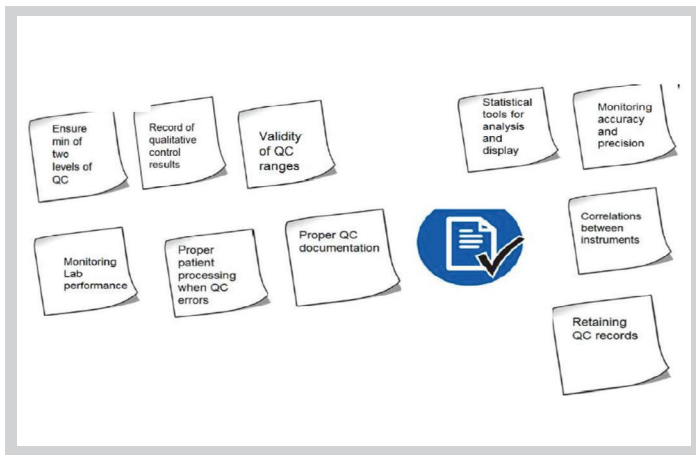 Ensure
min of
two
levels of
QC
Record of
qualitative
control
results
Validity
of QC
ranges
Statistical
tools for
analysis
and
display
Monitoring
accuracy
and
precision
Monitoring
Lab
performance
Proper
patient
processing
when QC
errors
Proper QC
documentation
Correlations
between
instruments
Retaining
QC records